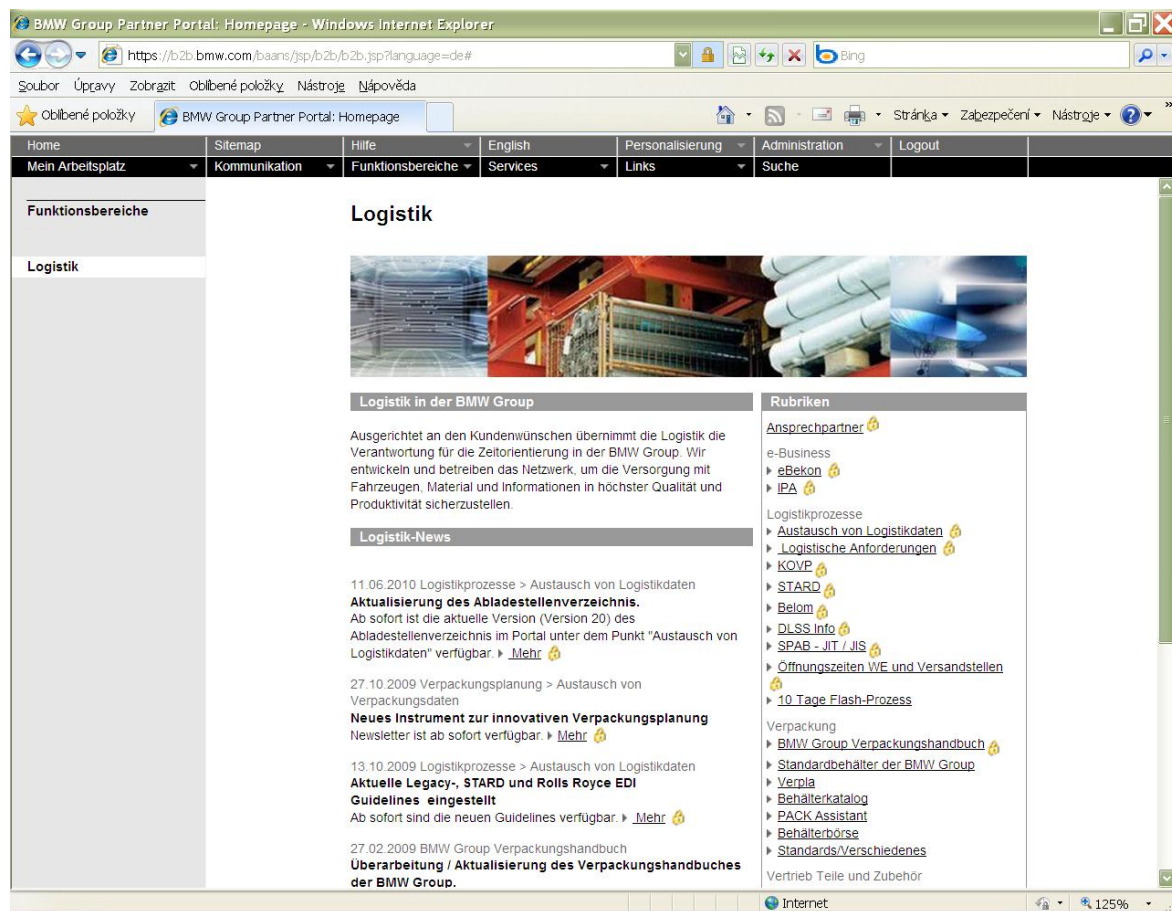 BMW Group Partner Portal: Homepage - Windows Internet Explorer
https://b2b.bmw.com/baans/jsp/b2b/b2b.jsp?language=de#
Bing
Soubor Úpravy Zobrazit Oblíbené položky Nástroje Nápověda
Oblíbené položky
BMW Group Partner Portal: Homepage
Stránka
Zabezpečení
Nástroje
»
Home Sitemap Hilfe English Personalisierung Administration Logout
Mein Arbeitsplatz Kommunikation Funktionsbereiche Services Links Suche
Funktionsbereiche
Logistik
Logistik
Logistik in der BMW Group
Ausgerichtet an den Kundenwünschen übernimmt die Logistik die
Verantwortung für die Zeitorientierung in der BMW Group. Wir
entwickeln und betreiben das Netzwerk, um die Versorgung mit
Fahrzeugen, Material und Informationen in höchster Qualität und
Produktivität sicherzustellen.
Logistik-News
11.06.2010 Logistikprozesse > Austausch von Logistikdaten
Aktualisierung des Abladestellenverzeichnis.
Ab sofort ist die aktuelle Version (Version 20) des
Abladestellenverzeichnis im Portal unter dem Punkt "Austausch von
Logistikdaten" verfügbar. Mehr
27.10.2009 Verpackungsplanung > Austausch von
Verpackungsdaten
Neues Instrument zur innovativen Verpackungsplanung
Newsletter ist ab sofort verfügbar. Mehr
13.10.2009 Logistikprozesse > Austausch von Logistikdaten
Aktuelle Legacy-, STARD und Rolls Royce EDI
Guidelines eingestellt
Ab sofort sind die neuen Guidelines verfügbar. Mehr
27.02.2009 BMW Group Verpackungshandbuch
Überarbeitung / Aktualisierung des Verpackungshandbuches
der BMW Group.
Rubriken
Ansprechpartner
e-Business
eBekon
IPA
Logistikprozesse
Austausch von Logistikdaten
Logistische Anforderungen
KOVP
STARD
Belom
DLSS Info
SPAB - JIT / JIS
Öffnungszeiten WE und Versandstellen
10 Tage Flash-Prozess
Verpackung
BMW Group Verpackungshandbuch
Standardbehälter der BMW Group
Verpla
Behälterkatalog
PACK Assistant
Behälterbörse
Standards/Verschiedenes
Vertrieb Teile und Zubehör
Internet
125%